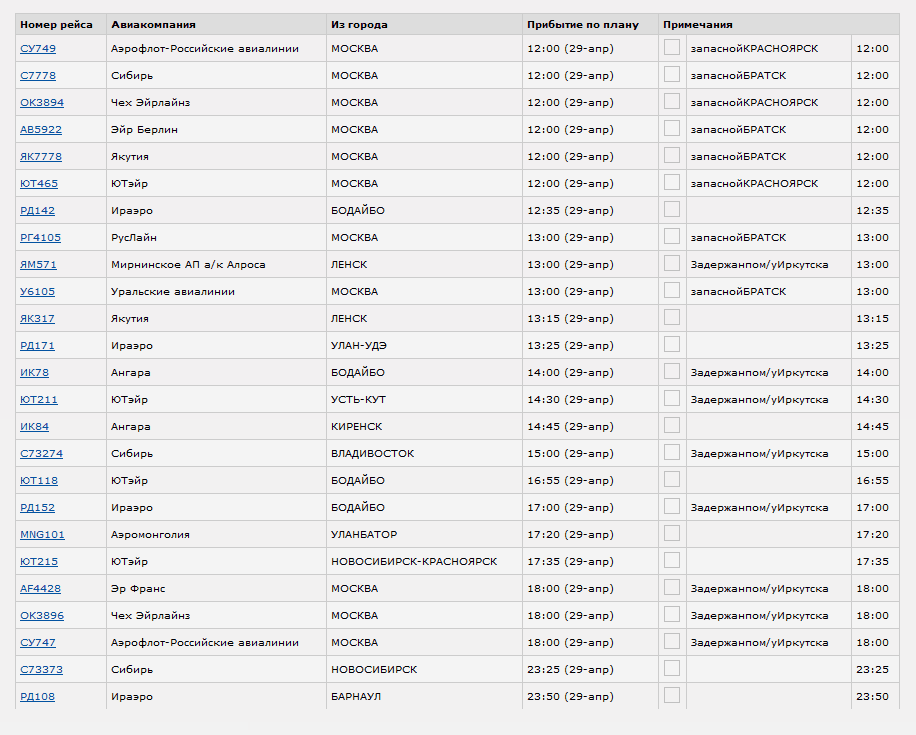 Номер рейса Авиакомпания Из города Прибытие по плану Примечания
СУ749 Аэрофлот-Российские авиалинии МОСКВА 12:00 (29-апр) запаснойКРАСНОЯРСК 12:00
С7778 Сибирь МОСКВА 12:00 (29-апр) запаснойБРАТСК 12:00
ОК3894 Чех Эйрлайнз МОСКВА 12:00 (29-апр) запаснойКРАСНОЯРСК 12:00
АВ5922 Эйр Берлин МОСКВА 12:00 (29-апр) запаснойБРАТСК 12:00
ЯК7778 Якутия МОСКВА 12:00 (29-апр) запаснойБРАТСК 12:00
ЮТ465 ЮТэйр МОСКВА 12:00 (29-апр) запаснойКРАСНОЯРСК 12:00
РД142 Ираэро БОДАЙБО 12:35 (29-апр) 12:35
РГ4105 РусЛайн МОСКВА 13:00 (29-апр) запаснойБРАТСК 13:00
ЯМ571 Мирнинское АП а/к Алроса ЛЕНСК 13:00 (29-апр) Задержанпом/уИркутска 13:00
У6105 Уральские авиалинии МОСКВА 13:00 (29-апр) запаснойБРАТСК 13:00
ЯК317 Якутия ЛЕНСК 13:15 (29-апр) 13:15
РД171 Ираэро УЛАН-УДЭ 13:25 (29-апр) 13:25
ИК78 Ангара БОДАЙБО 14:00 (29-апр) Задержанпом/уИркутска 14:00
ЮТ211 ЮТэйр УСТЬ-КУТ 14:30 (29-апр) Задержанпом/уИркутска 14:30
ИК84 Ангара КИРЕНСК 14:45 (29-апр) 14:45
С73274 Сибирь ВЛАДИВОСТОК 15:00 (29-апр) Задержанпом/уИркутска 15:00
ЮТ118 ЮТэйр БОДАЙБО 16:55 (29-апр) 16:55
РД152 Ираэро БОДАЙБО 17:00 (29-апр) Задержанпом/уИркутска 17:00
MNG101 Аэромонголия УЛАНБАТОР 17:20 (29-апр) 17:20
ЮТ215 ЮТэйр НОВОСИБИРСК-КРАСНОЯРСК 17:35 (29-апр) 17:35
AF4428 Эр Франс МОСКВА 18:00 (29-апр) Задержанпом/уИркутска 18:00
ОК3896 Чех Эйрлайнз МОСКВА 18:00 (29-апр) Задержанпом/уИркутска 18:00
СУ747 Аэрофлот-Российские авиалинии МОСКВА 18:00 (29-апр) Задержанпом/уИркутска 18:00
С73373 Сибирь НОВОСИБИРСК 23:25 (29-апр) 23:25
РД108 Ираэро БАРНАУЛ 23:50 (29-апр) 23:50